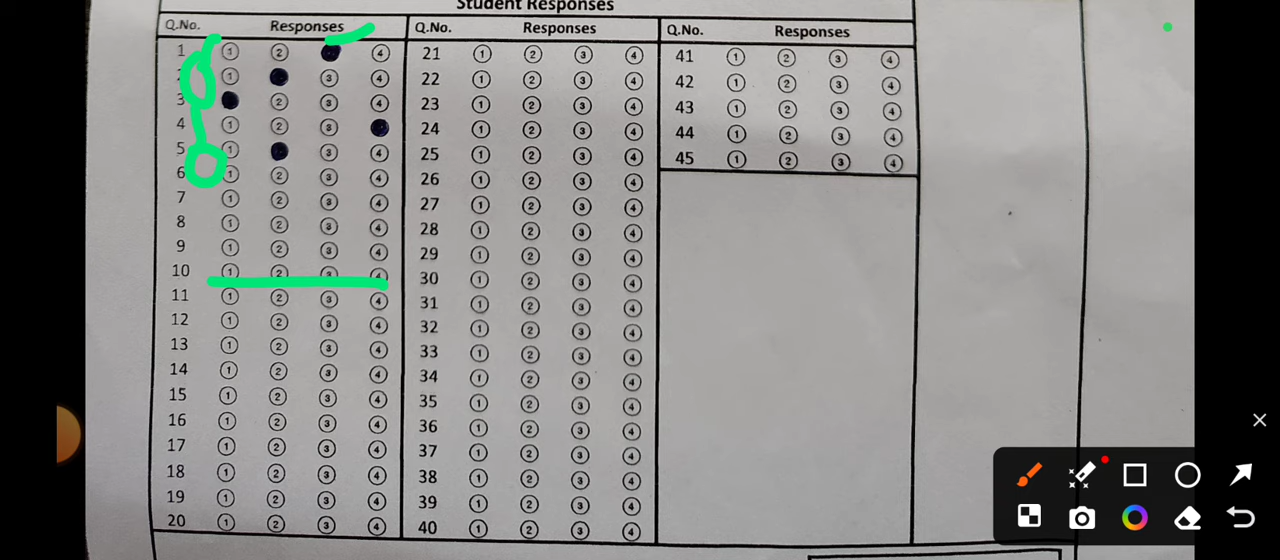 Student Responses
Q.No. Responses
1 1 2 4
2 1 3 4
3 2 3 4
4 1 2 3
5 1 3 4
6 1 2 3 4
7 1 2 3 4
8 1 2 3 4
9 1 2 3 4
10 1 2 3 4
11 1 2 3 4
12 1 2 3 4
13 1 2 3 4
14 1 2 3 4
15 1 2 3 4
16 1 2 3 4
17 1 2 3 4
18 1 2 3 4
19 1 2 3 4
20 1 2 3 4
Q.No. Responses
21 1 2 3 4
22 1 2 3 4
23 1 2 3 4
24 1 2 3 4
25 1 2 3 4
26 1 2 3 4
27 1 2 3 4
28 1 2 3 4
29 1 2 3 4
30 1 2 3 4
31 1 2 3 4
32 1 2 3 4
33 1 2 3 4
34 1 2 3 4
35 1 2 3 4
36 1 2 3 4
37 1 2 3 4
38 1 2 3 4
39 1 2 3 4
40 1 2 3 4
Q.No. Responses
41 1 2 3 4
42 1 2 3 4
43 1 2 3 4
44 1 2 3 4
45 1 2 3 4